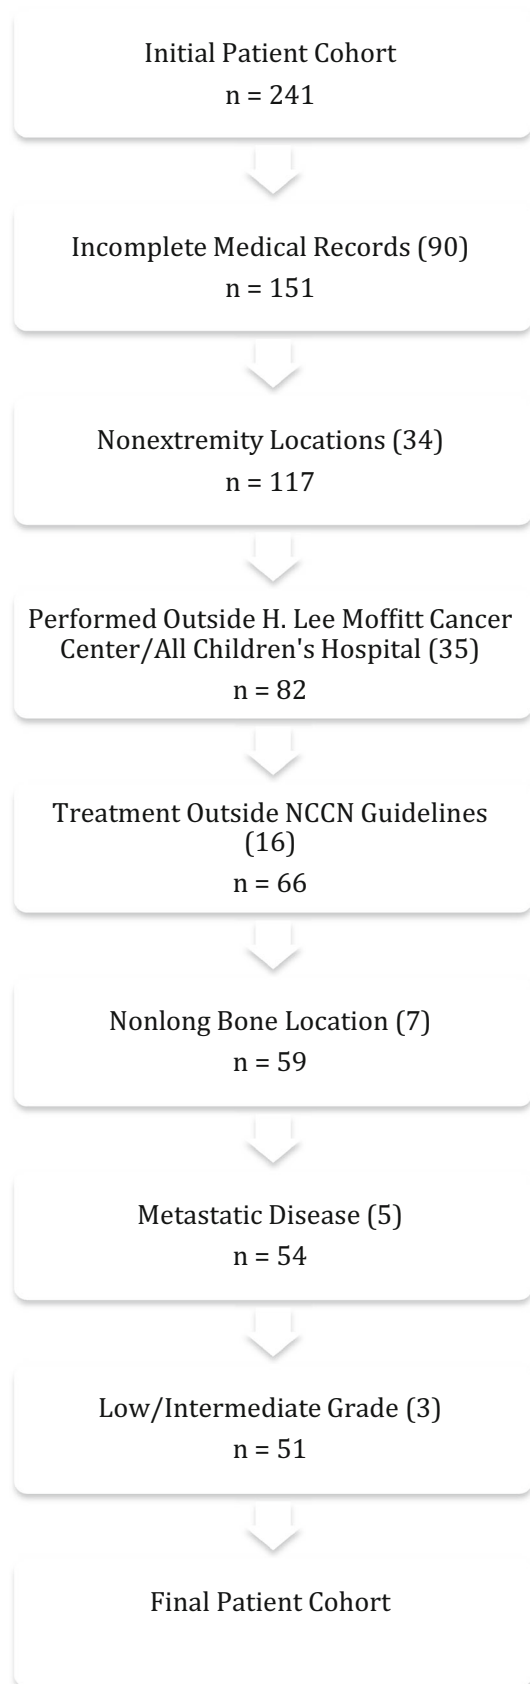 Initial Patient Cohort
n = 241
Incomplete Medical Records (90)
n = 151
Nonextremity Locations (34)
n = 117
Performed Outside H. Lee Moffitt Cancer
Center/All Children's Hospital (35)
n = 82
Treatment Outside NCCN Guidelines
(16)
n = 66
Nonlong Bone Location (7)
n = 59
Metastatic Disease (5)
n = 54
Low/Intermediate Grade (3)
n = 51
Final Patient Cohort